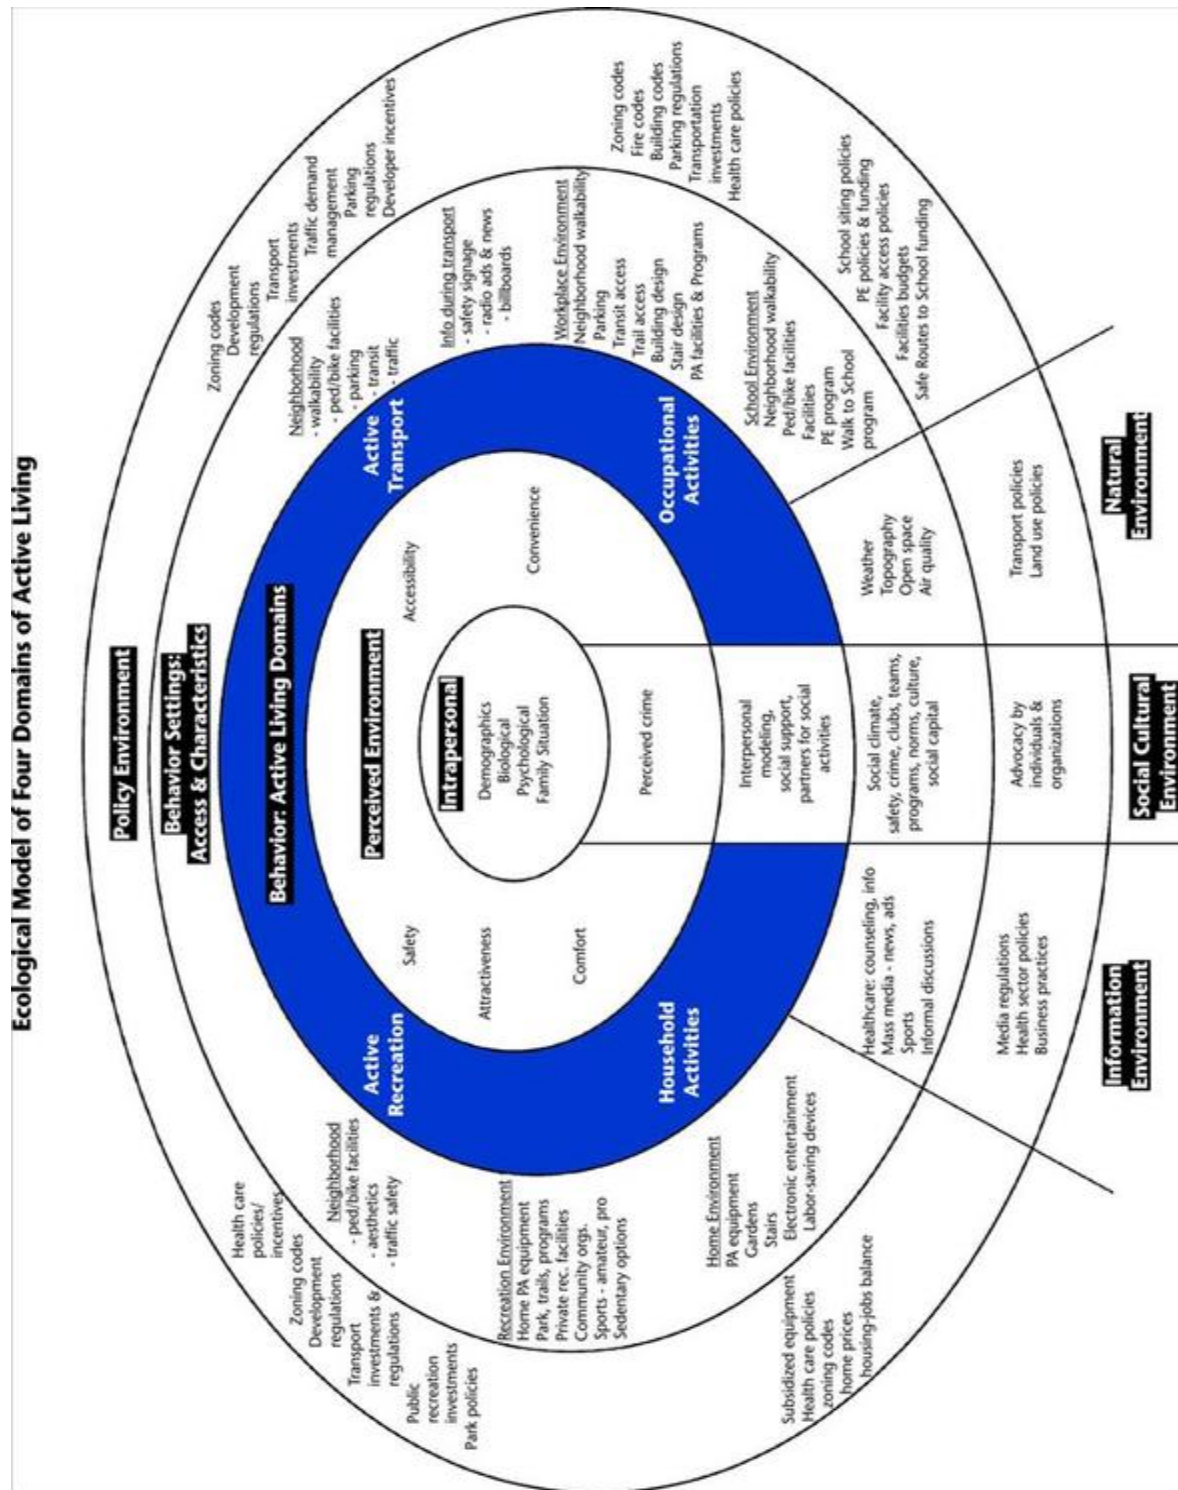 Ecological Model of Four Domains of Active Living
Policy Environment
Behavior Settings:
Access & Characteristics
Behavior: Active Living Domains
Perceived Environment
Intrapersonal
Demographics
Biological
Psychological
Family Situation
Safety
Attractiveness
Comfort
Accessibility
Convenience
Perceived crime
Active
Recreation
Active
Transport
Household
Activities
Occupational
Activities
Health care
policies/
incentives
Zoning codes
Development
regulations
Transport
investments &
regulations
Public
recreation
investments
Park policies
Neighborhood
- ped/bike facilities
- aesthetics
- traffic safety
Recreation Environment
Home PA equipment
Park, trails, programs
Private rec. facilities
Community orgs.
Sports - amateur, pro
Sedentary options
Home Environment
PA equipment
Gardens
Stairs
Electronic entertainment
Labor-saving devices
Subsidized equipment
Health care policies
zoning codes
home prices
housing-jobs balance
Zoning codes
Development
regulations
Transport
investments
Traffic demand
management
Parking
regulations
Developer incentives
Neighborhood
- walkability
- ped/bike facilities
- parking
- transit
- traffic
Info during transport
- safety signage
- radio ads & news
- billboards
Workplace Environment
Neighborhood walkability
Parking
Transit access
Trail access
Building design
Stair design
PA facilities & Programs
Zoning codes
Fire codes
Building codes
Parking regulations
Transportation
investments
Health care policies
School Environment
Neighborhood walkability
Ped/bike facilities
Facilities
PE program
Walk to School
program
School siting policies
PE policies & funding
Facility access policies
Facilities budgets
Safe Routes to School funding
Healthcare: counseling, info
Mass media - news, ads
Sports
Informal discussions
Media regulations
Health sector policies
Business practices
Information
Environment
Interpersonal
modeling,
social support,
partners for social
activities
Social climate,
safety, crime, clubs, teams,
programs, norms, culture,
social capital
Advocacy by
individuals &
organizations
Social Cultural
Environment
Weather
Topography
Open space
Air quality
Transport policies
Land use policies
Natural
Environment